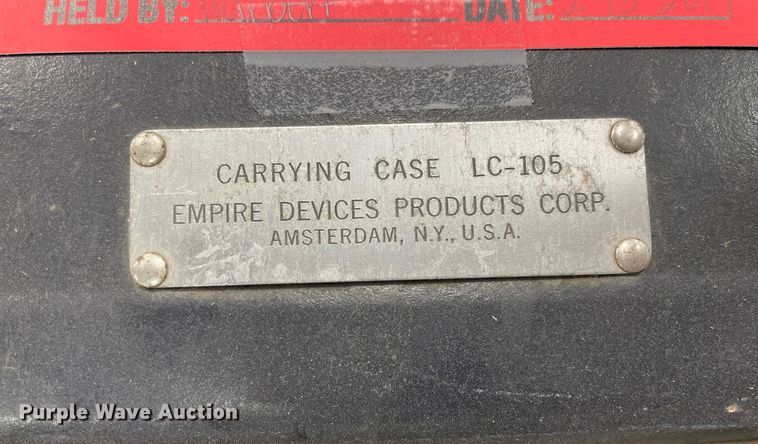 HELD BY: DATE:
CARRYING CASE LC-105
EMPIRE DEVICES PRODUCTS CORP.
AMSTERDAM, N.Y., U.S.A.
Purple Wave Auction